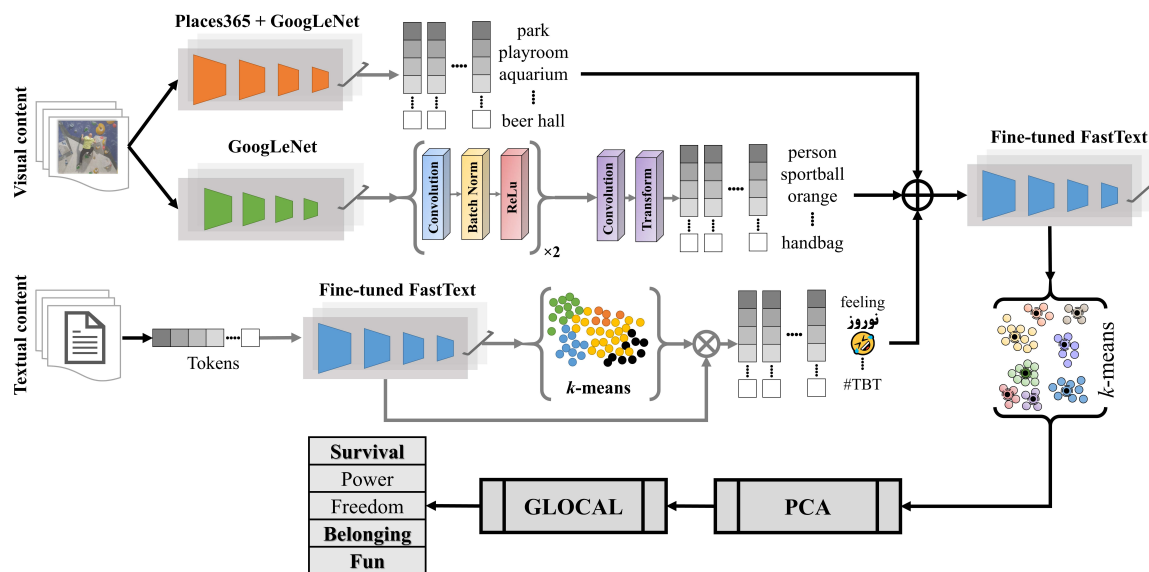 Places365 + GoogLeNet
park
playroom
aquarium
beer hall
Visual content
GoogLeNet
Convolution
Batch Norm
ReLu
×2
Convolution
Transform
person
sportball
orange
handbag
Fine-tuned FastText
Textual content
Tokens
Fine-tuned FastText
k-means
feeling
نوروز
#TBT
k-means
Survival
Power
Freedom
Belonging
Fun
GLOCAL
PCA